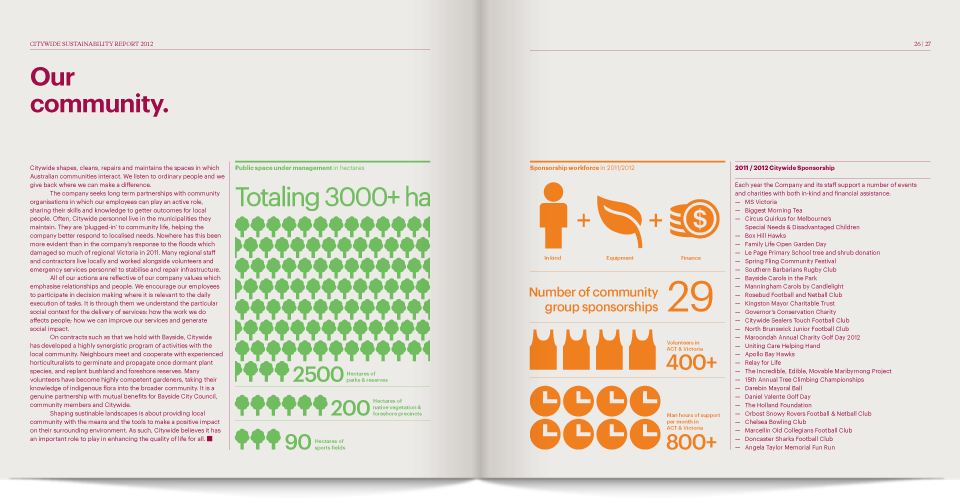 CITYWIDE SUSTAINABILITY REPORT 2012
Our
community.
Citywide shapes, cleans, repairs and maintains the spaces in which
Australian communities interact. We listen to ordinary people and we
give back where we can make a difference.
The company seeks long term partnerships with community
organisations in which our employees can play an active role,
sharing their skills and knowledge to getter outcomes for local
people. Often, Citywide personnel live in the municipalities they
maintain. They are 'plugged-in' to community life, helping the
company better respond to localised needs. Nowhere has this been
more evident than in the company's response to the floods which
damaged so much of regional Victoria in 2011. Many regional staff
and contractors live locally and worked alongside volunteers and
emergency services personnel to stabilise and repair infrastructure.
All of our actions are reflective of our company values which
emphasise relationships and people. We encourage our employees
to participate in decision making where it is relevant to the daily
execution of tasks. It is through them we understand the particular
social context for the delivery of services: how the work we do
affects people; how we can improve our services and generate
social impact.
On contracts such as that we hold with Bayside, Citywide
has developed a highly synergistic program of activities with the
local community. Neighbours meet and cooperate with experienced
horticulturalists to germinate and propagate once dormant plant
species, and replant bushland and foreshore reserves. Many
volunteers have become highly competent gardeners, taking their
knowledge of indigenous flora into the broader community. It is a
genuine partnership with mutual benefits for Bayside City Council,
community members and Citywide.
Shaping sustainable landscapes is about providing local
community with the means and the tools to make a positive impact
on their surrounding environment. As such, Citywide believes it has
an important role to play in enhancing the quality of life for all.
Public space under management in hectares
Totaling 3000+ ha
2500 Hectares of
parks & reserves
200 Hectares of
native vegetation &
foreshore precincts
90 Hectares of
sports fields
26 | 27
Sponsorship workforce in 2011/2012
+ +
$
In kind Equipment Finance
Number of community
group sponsorships
29
Volunteers in
ACT & Victoria
400+
Man hours of support
per month in
ACT & Victoria
800+
2011 / 2012 Citywide Sponsorship
Each year the Company and its staff support a number of events
and charities with both in-kind and financial assistance.
— MS Victoria
— Biggest Morning Tea
— Circus Quirkus for Melbourne's
Special Needs & Disadvantaged Children
— Box Hill Hawks
— Family Life Open Garden Day
— Le Page Primary School tree and shrub donation
— Spring Fling Community Festival
— Southern Barbarians Rugby Club
— Bayside Carols in the Park
— Manningham Carols by Candlelight
— Rosebud Football and Netball Club
— Kingston Mayor Charitable Trust
— Governor's Conservation Charity
— Citywide Sealers Touch Football Club
— North Brunswick Junior Football Club
— Maroondah Annual Charity Golf Day 2012
— Uniting Care Helping Hand
— Apollo Bay Hawks
— Relay for Life
— The Incredible, Edible, Movable Maribyrnong Project
— 15th Annual Tree Climbing Championships
— Darebin Mayoral Ball
— Daniel Valente Golf Day
— The Holland Foundation
— Orbost Snowy Rovers Football & Netball Club
— Chelsea Bowling Club
— Marcellin Old Collegians Football Club
— Doncaster Sharks Football Club
— Angela Taylor Memorial Fun Run